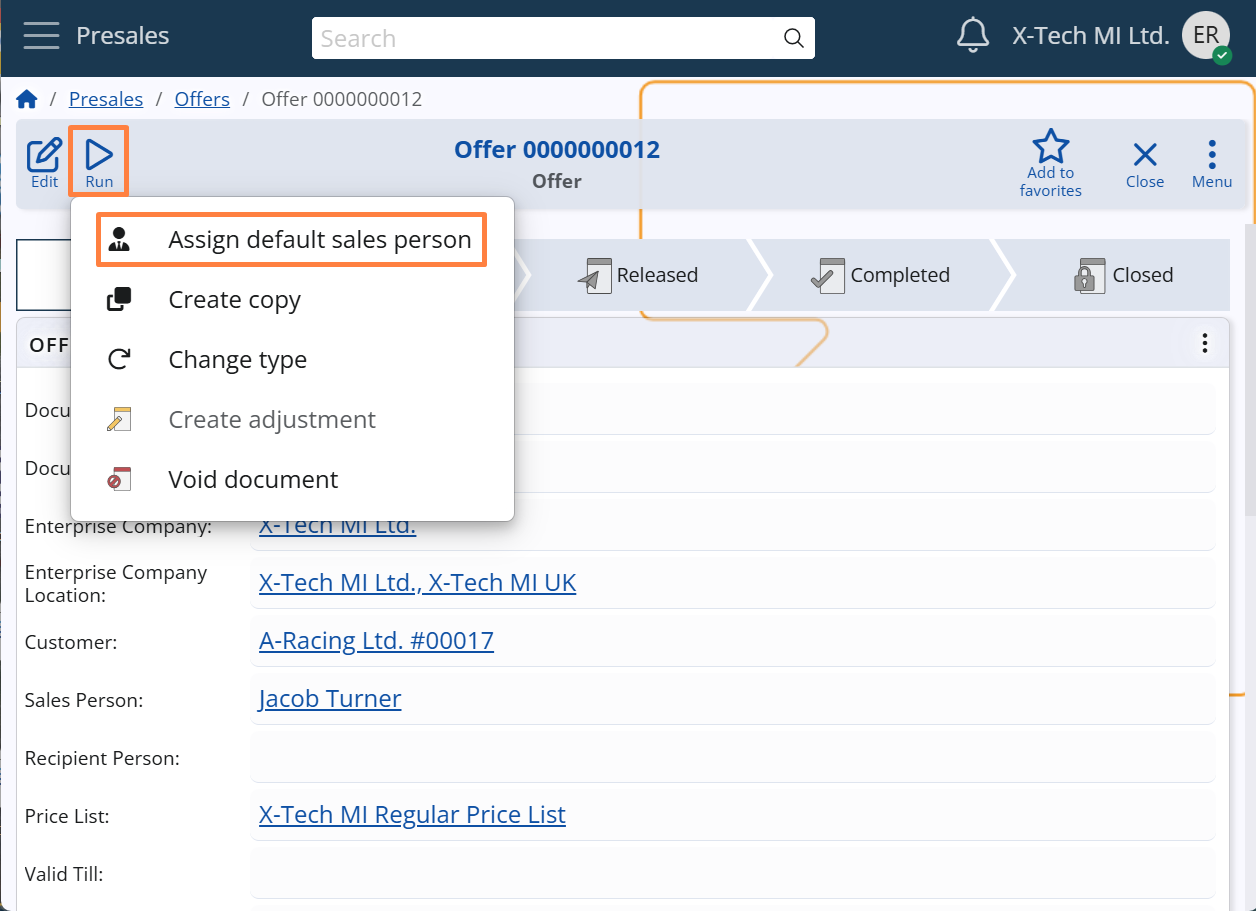 Presales
Search
X-Tech MI Ltd.
ER
/ Presales / Offers / Offer 0000000012
Edit
Run
Offer 0000000012
Offer
Add to
favorites
Close
Menu
Assign default sales person
Create copy
Change type
Create adjustment
Void document
Released
Completed
Closed
OFF
Docu
Docu
Enterprise Company:
X-Tech MI Ltd.
Enterprise Company
Location:
X-Tech MI Ltd., X-Tech MI UK
Customer:
A-Racing Ltd. #00017
Sales Person:
Jacob Turner
Recipient Person:
Price List:
X-Tech MI Regular Price List
Valid Till: